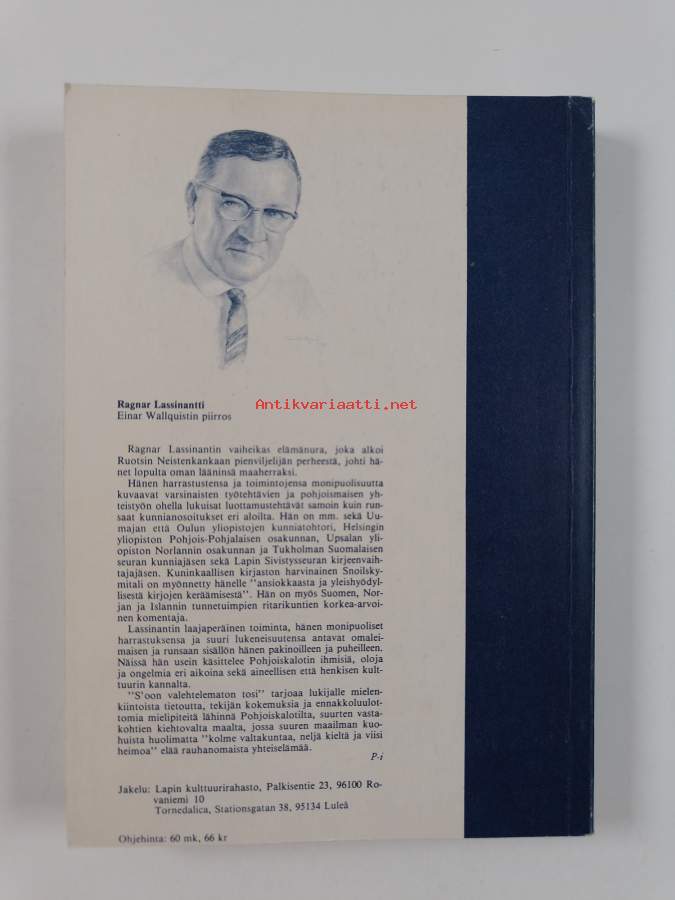 Ragnar Lassinantti
Einar Wallquistin piirros
Antikvariaatti.net
Ragnar Lassinantin vaiheikas elämänura, joka alkoi
Ruotsin Neistenkankaan pienviljelijän perheestä, johti hä-
net lopulta oman lääninsä maaherraksi.
Hänen harrastustensa ja toimintojensa monipuolisuutta
kuvaavat varsinaisten työtehtävien ja pohjoismaisen yh-
teistyön ohella lukuisat luottamustehtävät samoin kuin run-
saat kunnianosoitukset eri aloilta. Hän on mm. sekä Uu-
majan että Oulun yliopistojen kunniatohtori, Helsingin
yliopiston Pohjois-Pohjalaisen osakunnan, Upsalan yli-
opiston Norlannin osakunnan ja Tukholman Suomalaisen
seuran kunniajäsen sekä Lapin Sivistysseuran kirjeenvaih-
tajajäsen. Kuninkaallisen kirjaston harvinainen Snoilsky-
mitali on myönnetty hänelle "ansiokkaasta ja yleishyödyl-
lisestä kirjojen keräämisestä". Hän on myös Suomen, Nor-
jan ja Islannin tunnetuimpien ritarikuntien korkea-arvoi-
nen komentaja.
Lassinantin laajaperäinen toiminta, hänen monipuoliset
harrastuksensa ja suuri lukeneisuutensa antavat omalei-
maisen ja runsaan sisällön hänen pakinoilleen ja puheilleen.
Näissä hän usein käsittelee Pohjoiskalotin ihmisiä, oloja
ja ongelmia eri aikoina sekä aineellisen että henkisen kult-
tuurin kannalta.
"S'oon valehtelematon tosi" tarjoaa lukijalle mielen-
kiintoista tietoutta, tekijän kokemuksia ja ennakkoluulot-
tomia mielipiteitä lähinnä Pohjoiskalotilta, suurten vasta-
kohtien kiehtovalta maalta, jossa suuren maailman kuo-
huista huolimatta "kolme valtakuntaa, neljä kieltä ja viisi
heimoa" elää rauhanomaista yhteiselämää.
P-i
Jakelu: Lapin kulttuurirahasto, Palkisentie 23, 96100 Ro-
vaniemi 10
Tornedalica, Stationsgatan 38, 95134 Luleå
Ohjehinta: 60 mk, 66 kr